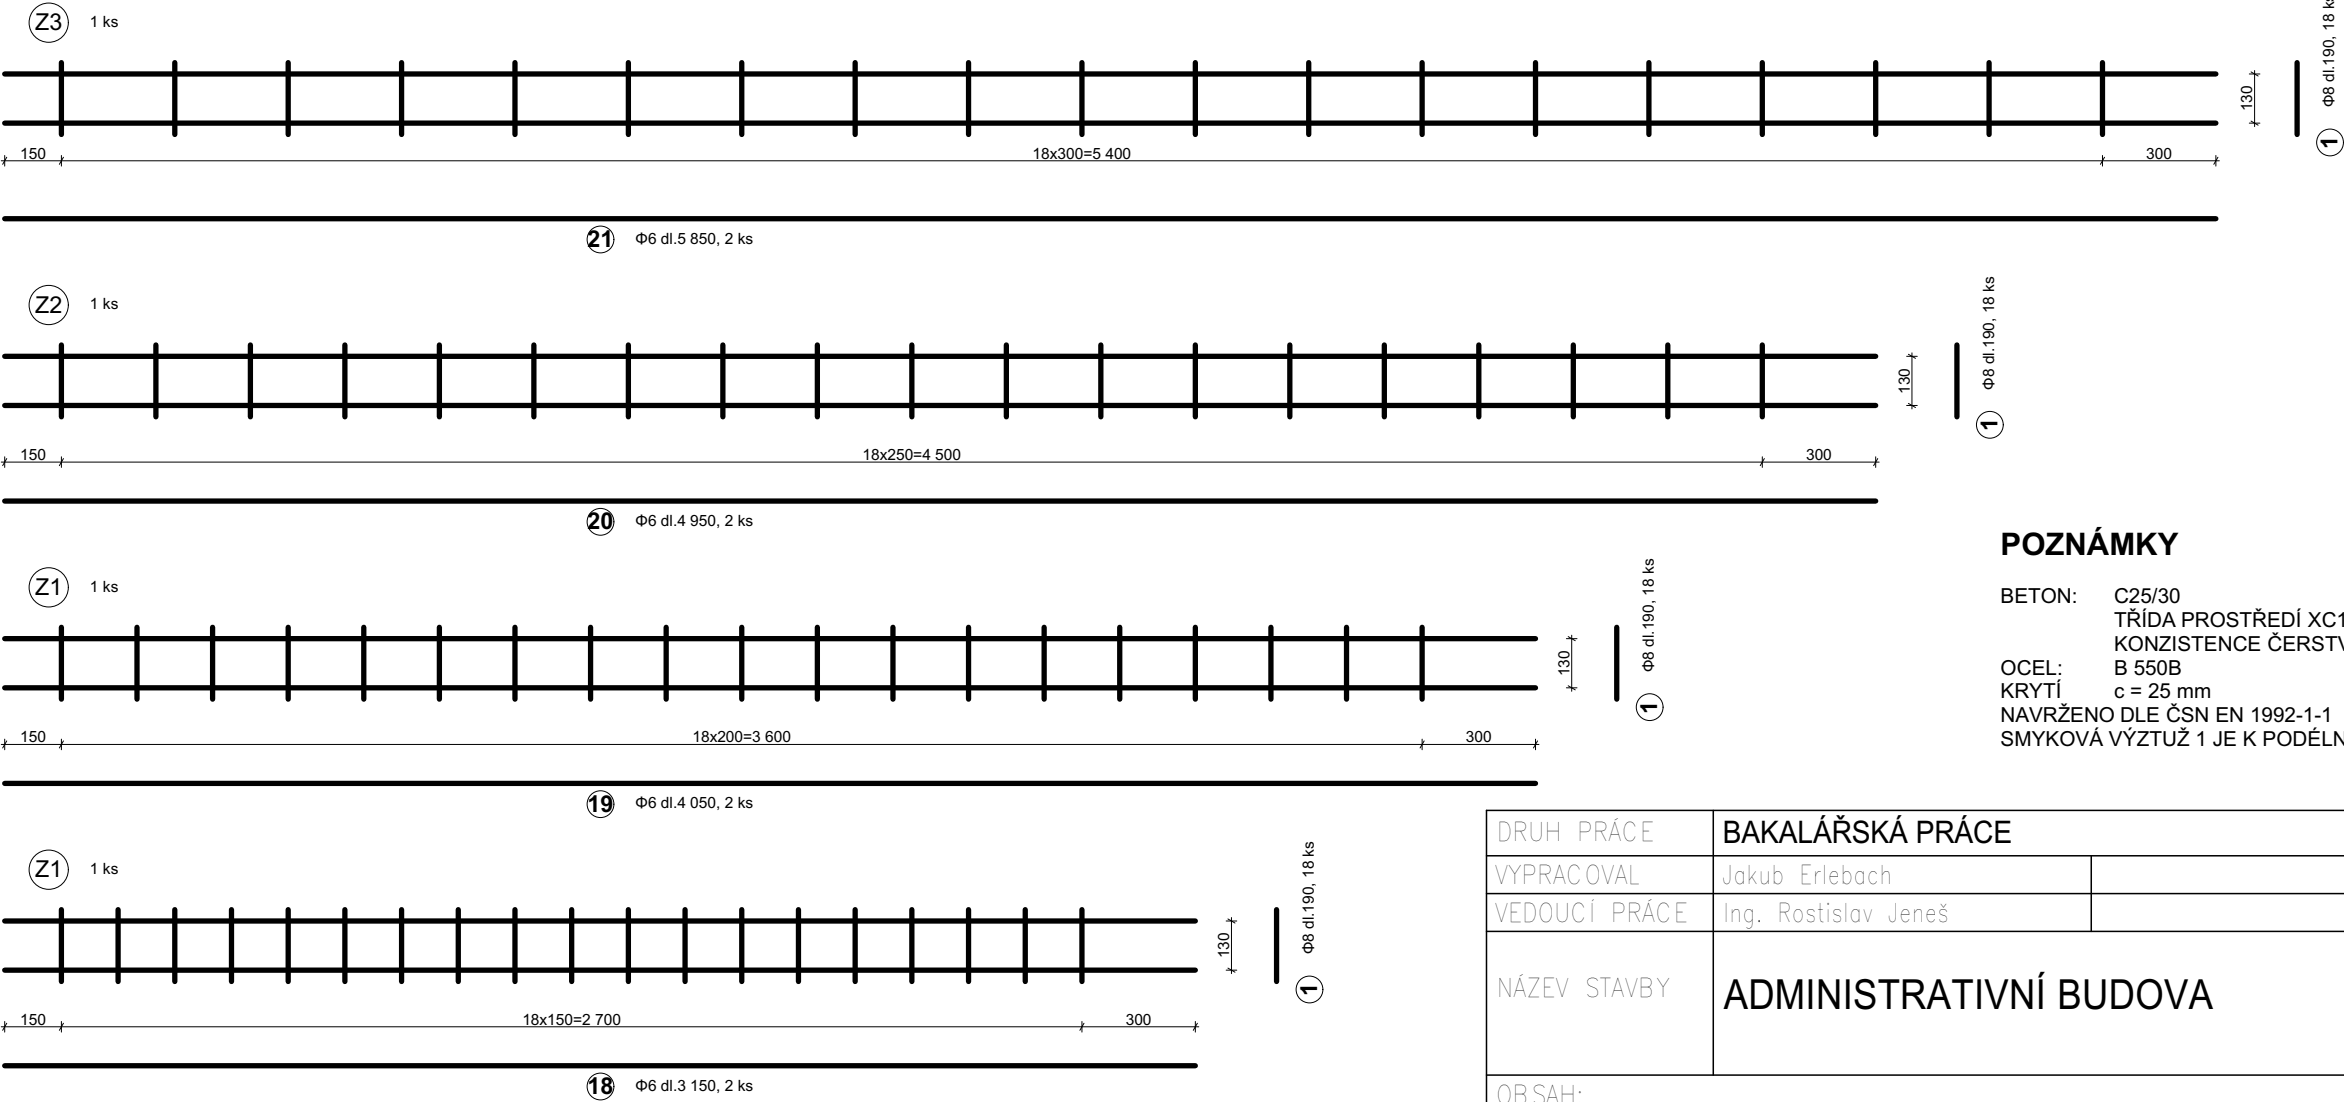 Z3 1 ks
Φ8 dl.190, 18 ks
1
130
150 18x300=5 400 300
21 Φ6 dl.5 850, 2 ks
Z2 1 ks
Φ8 dl.190, 18 ks
1
130
150 18x250=4 500 300
20 Φ6 dl.4 950, 2 ks
Z1 1 ks
Φ8 dl.190, 18 ks
1
130
150 18x200=3 600 300
19 Φ6 dl.4 050, 2 ks
Z1 1 ks
Φ8 dl.190, 18 ks
1
130
150 18x150=2 700 300
18 Φ6 dl.3 150, 2 ks
POZNÁMKY
BETON: C25/30
TŘÍDA PROSTŘEDÍ XC1
KONZISTENCE ČERSTV
OCEL: B 550B
KRYTÍ c = 25 mm
NAVRŽENO DLE ČSN EN 1992-1-1
SMYKOVÁ VÝZTUŽ 1 JE K PODÉLN
DRUH PRÁCE BAKALÁŘSKÁ PRÁCE
VYPRACOVAL Jakub Erlebach
VEDOUCÍ PRÁCE Ing. Rostislav Jeneš
NÁZEV STAVBY ADMINISTRATIVNÍ BUDOVA
OBSAH: